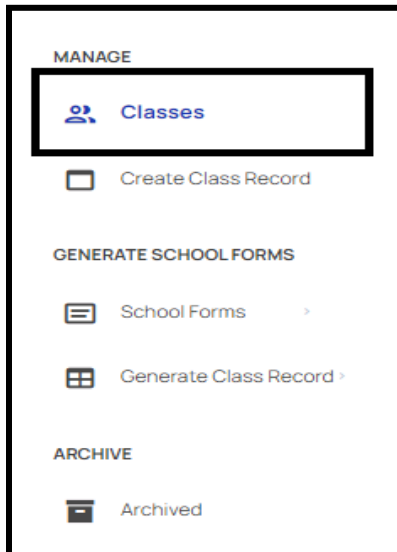 MANAGE
Classes
Create Class Record
GENERATE SCHOOL FORMS
School Forms
Generate Class Record
ARCHIVE
Archived